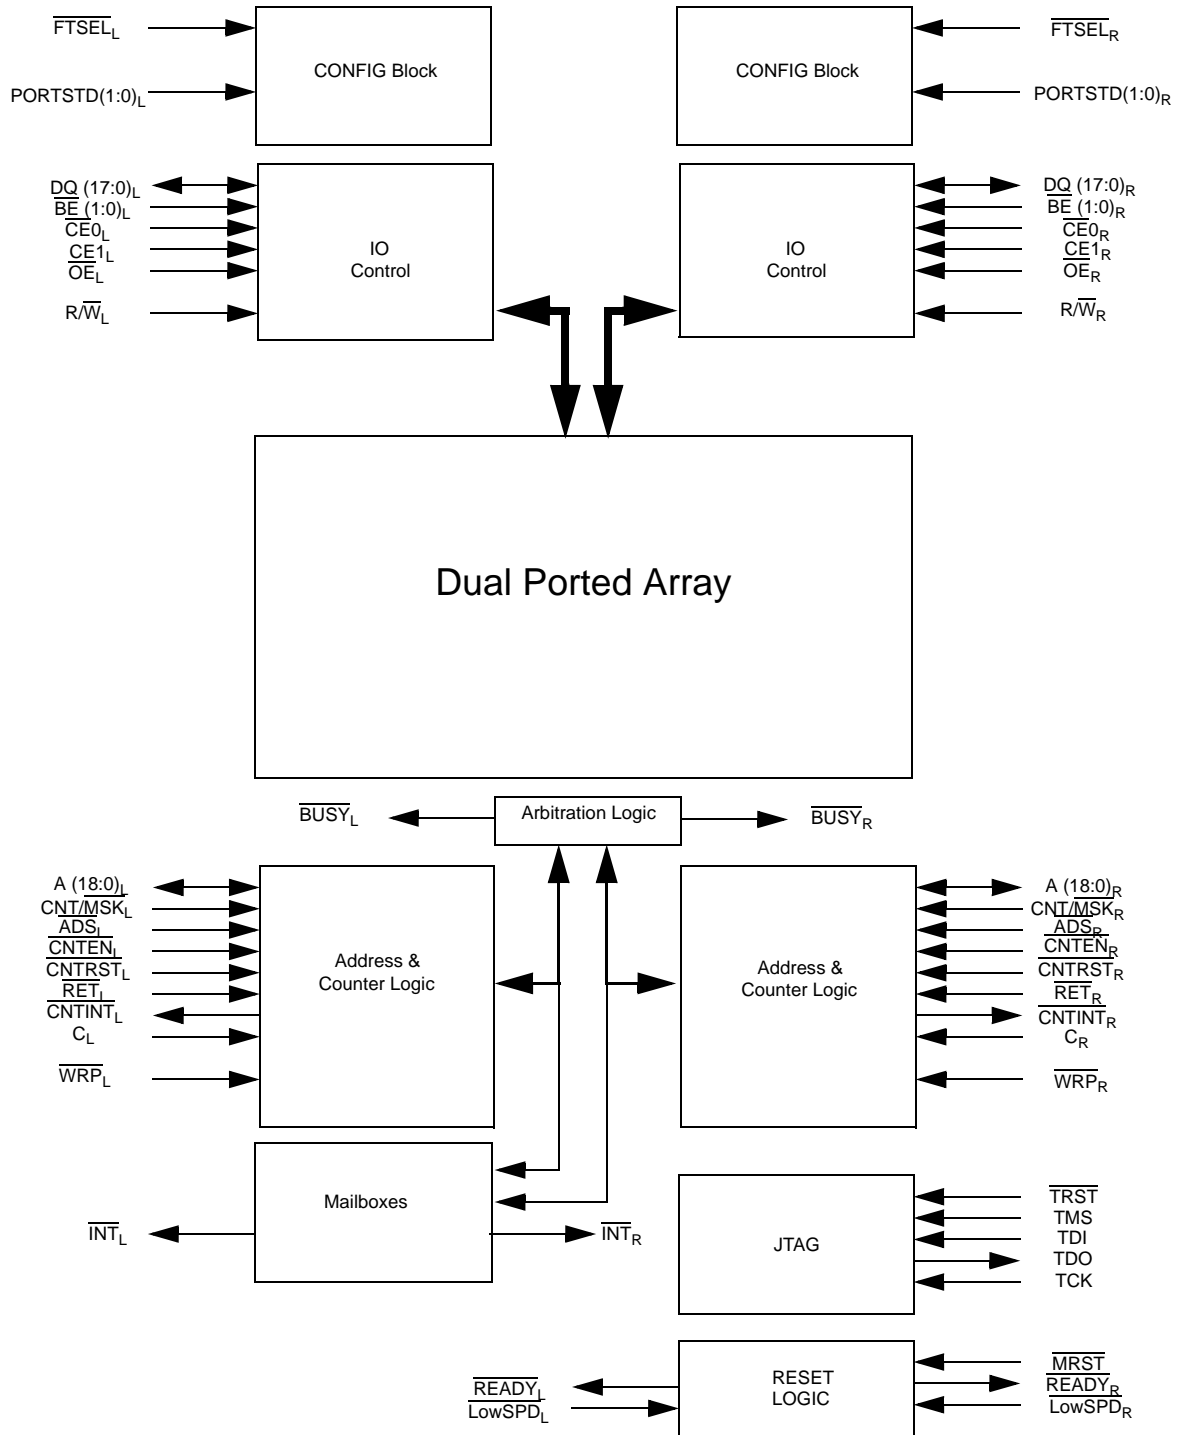 FTSEL_L
PORTSTD(1:0)_L
CONFIG Block
CONFIG Block
FTSEL_R
PORTSTD(1:0)_R
DQ (17:0)_L
BE (1:0)_L
CE0_L
CE1_L
OE_L
R/W_L
IO
Control
IO
Control
DQ (17:0)_R
BE (1:0)_R
CE0_R
CE1_R
OE_R
R/W_R
Dual Ported Array
BUSY_L
Arbitration Logic
BUSY_R
A (18:0)_L
CNT/MSK_L
ADS_L
CNTEN_L
CNTRST_L
RET_L
CNTINT_L
C_L
WRP_L
Address &
Counter Logic
Address &
Counter Logic
A (18:0)_R
CNT/MSK_R
ADS_R
CNTEN_R
CNTRST_R
RET_R
CNTINT_R
C_R
WRP_R
Mailboxes
INT_L
INT_R
JTAG
TRST
TMS
TDI
TDO
TCK
READY_L
LowSPD_L
RESET
LOGIC
MRST
READY_R
LowSPD_R